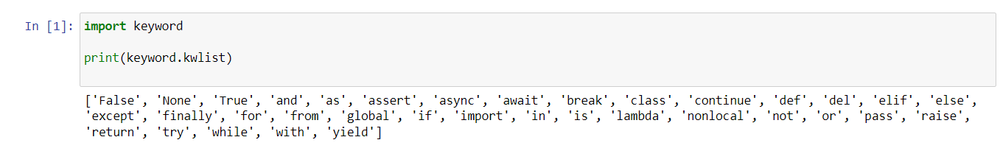 In [1]: import keyword
print(keyword.kwlist)
['False', 'None', 'True', 'and', 'as', 'assert', 'async', 'await', 'break', 'class', 'continue', 'def', 'del', 'elif', 'else',
'except', 'finally', 'for', 'from', 'global', 'if', 'import', 'in', 'is', 'lambda', 'nonlocal', 'not', 'or', 'pass', 'raise',
'return', 'try', 'while', 'with', 'yield']